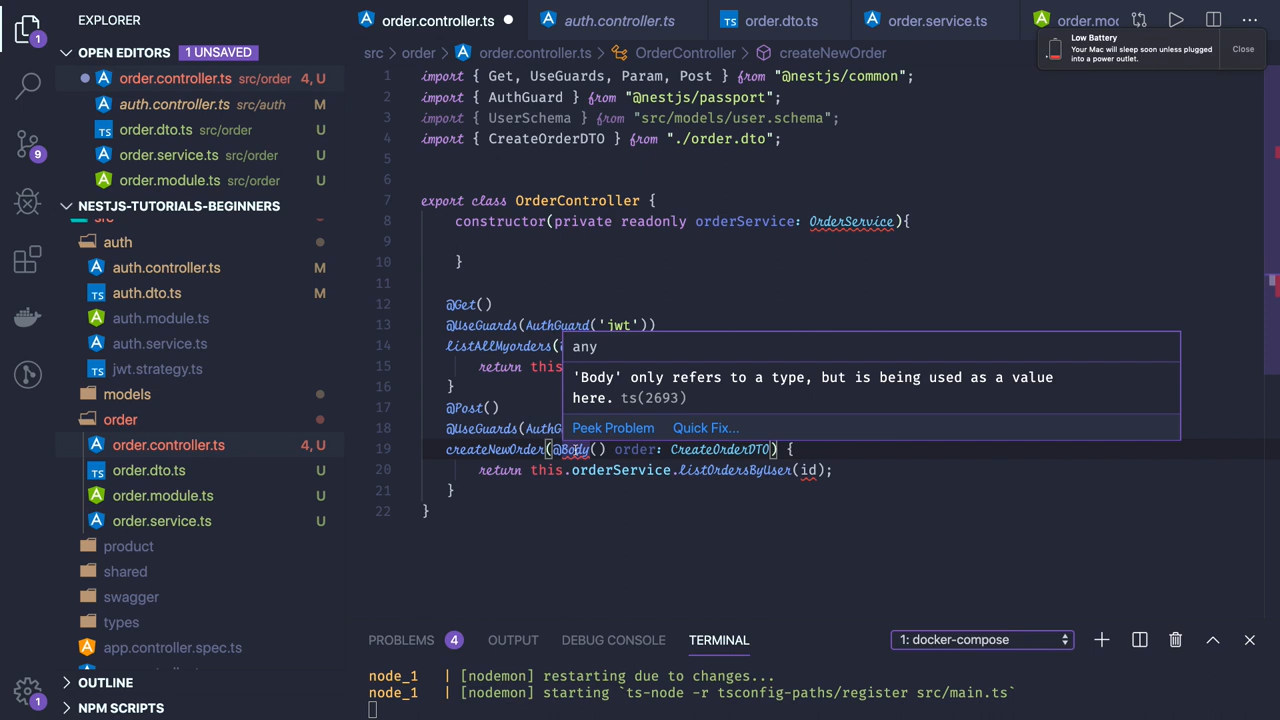 EXPLORER
order.controller.ts
auth.controller.ts
order.dto.ts
order.service.ts
order.mod
Low Battery
Your Mac will sleep soon unless plugged
into a power outlet.
Close
OPEN EDITORS
1 UNSAVED
src > order > order.controller.ts > OrderController > createNewOrder
order.controller.ts src/order 4, U
auth.controller.ts src/auth M
order.dto.ts src/order U
order.service.ts src/order U
order.module.ts src/order U
NESTJS-TUTORIALS-BEGINNERS
src
auth
auth.controller.ts M
auth.dto.ts M
auth.module.ts
auth.service.ts
jwt.strategy.ts
models
order
order.controller.ts 4, U
order.dto.ts U
order.module.ts U
order.service.ts U
product
shared
swagger
types
app.controller.spec.ts
OUTLINE
NPM SCRIPTS
1
9
1
1 import { Get, UseGuards, Param, Post } from "@nestjs/common";
2 import { AuthGuard } from "@nestjs/passport";
3 import { UserSchema } from "src/models/user.schema";
4 import { CreateOrderDTO } from "./order.dto";
5
6
7 export class OrderController {
8 constructor(private readonly orderService: OrderService){
9
10 }
11
12 @Get()
13 @UseGuards(AuthGuard('jwt'))
14 listAllMyorders(
15 return this
16 }
17 @Post()
18 @UseGuards(AuthG
19 createNewOrder(@Body() order: CreateOrderDTO) {
20 return this.orderService.listOrdersByUser(id);
21 }
22 }
any
'Body' only refers to a type, but is being used as a value
here. ts(2693)
Peek Problem Quick Fix...
PROBLEMS 4 OUTPUT DEBUG CONSOLE TERMINAL 1: docker-compose
node_1 | [nodemon] restarting due to changes...
node_1 | [nodemon] starting `ts-node -r tsconfig-paths/register src/main.ts`